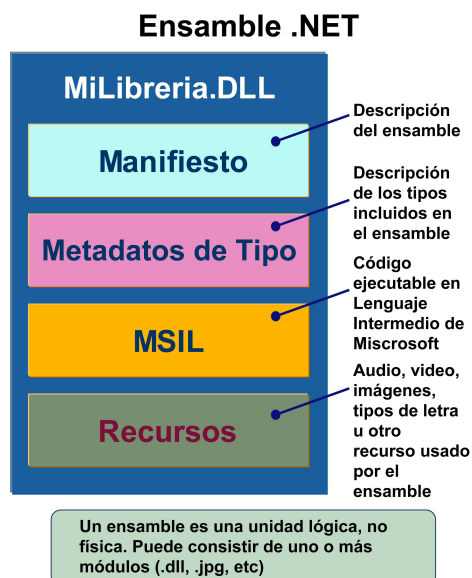 Ensamble .NET
MiLibreria.DLL
Manifiesto
Descripción
del ensamble
Metadatos de Tipo
Descripción
de los tipos
incluidos en
el ensamble
MSIL
Código
ejecutable en
Lenguaje
Intermedio de
Miscrosoft
Recursos
Audio, video,
imágenes,
tipos de letra
u otro
recurso usado
por el
ensamble
Un ensamble es una unidad lógica, no
física. Puede consistir de uno o más
módulos (.dll, .jpg, etc)